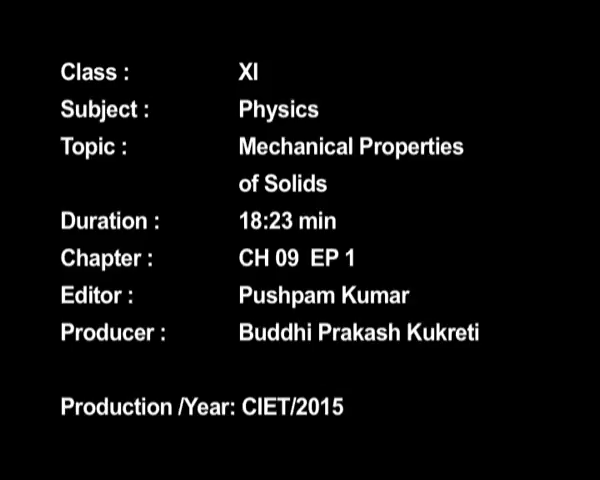 Class : XI
Subject : Physics
Topic : Mechanical Properties
of Solids
Duration : 18:23 min
Chapter : CH 09 EP 1
Editor : Pushpam Kumar
Producer : Buddhi Prakash Kukreti
Production /Year: CIET/2015